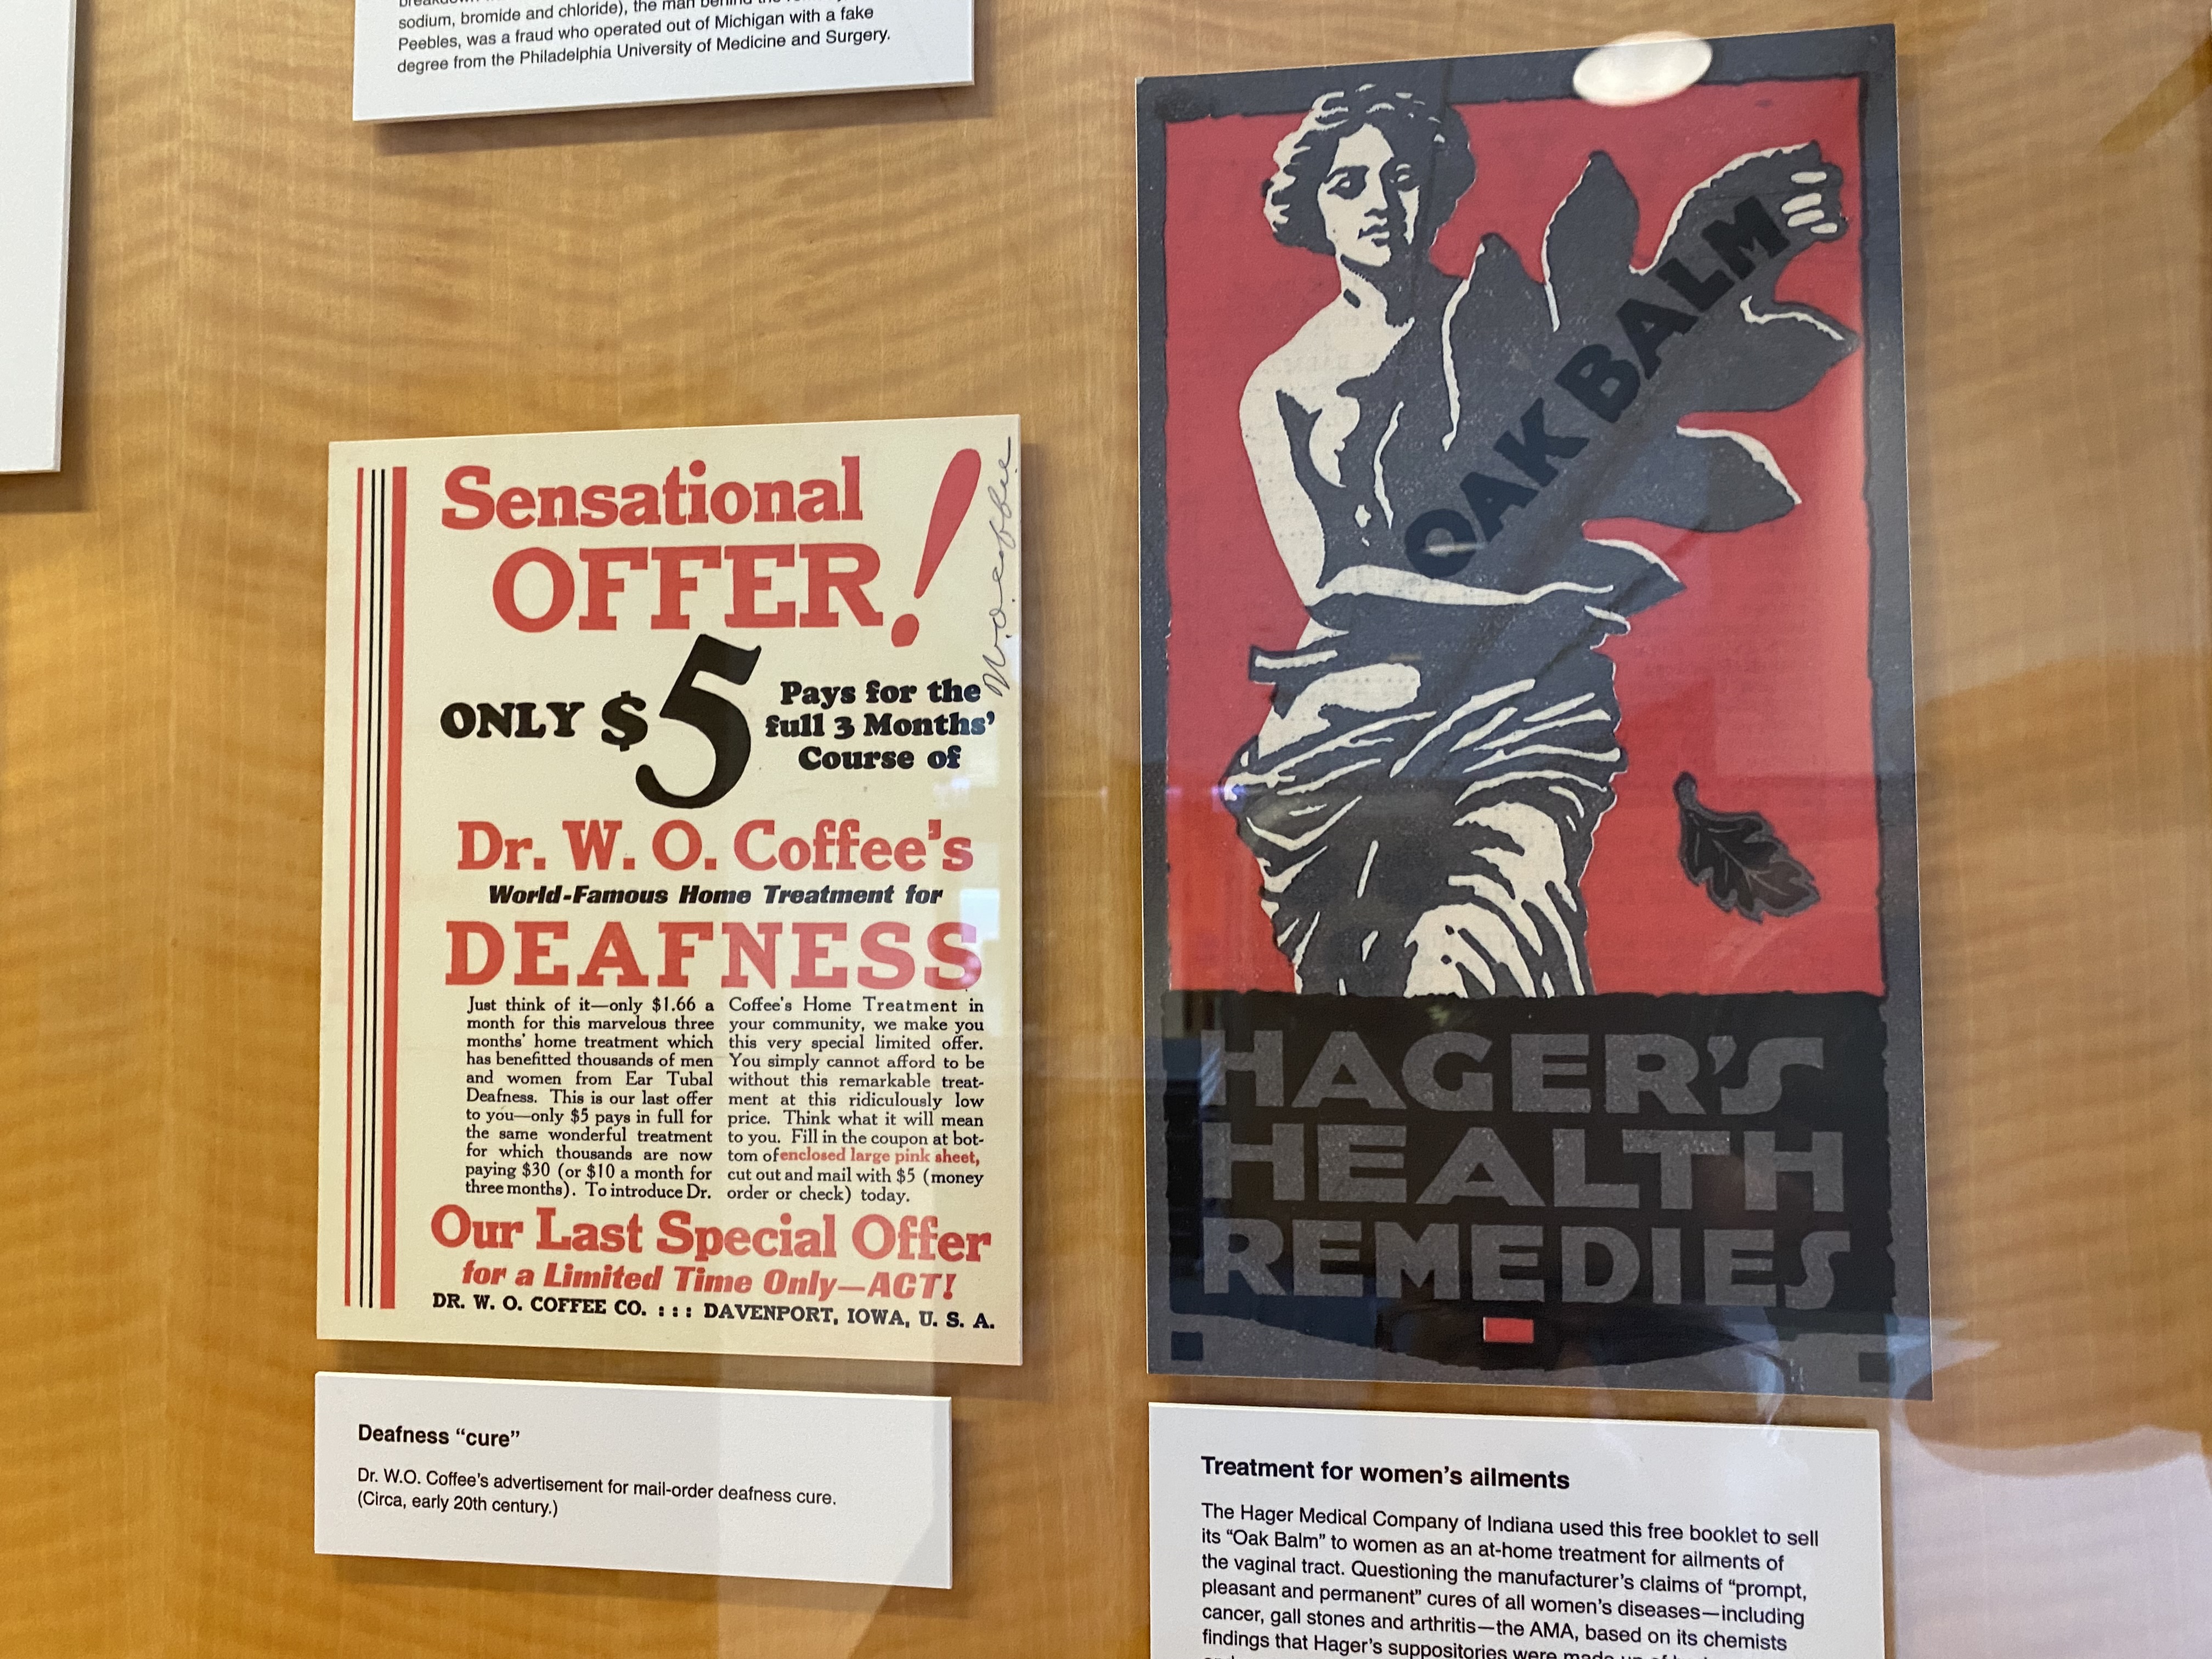 sodium, bromide and chloride), the man behind the
Peebles, was a fraud who operated out of Michigan with a fake
degree from the Philadelphia University of Medicine and Surgery.
Sensational
OFFER!
W.O. Coffee
ONLY $5
Pays for the
full 3 Months'
Course of
Dr. W. O. Coffee's
World-Famous Home Treatment for
DEAFNESS
Just think of it—only $1.66 a
month for this marvelous three
months' home treatment which
has benefitted thousands of men
and women from Ear Tubal
Deafness. This is our last offer
to you—only $5 pays in full for
the same wonderful treatment
for which thousands are now
paying $30 (or $10 a month for
three months). To introduce Dr.
Coffee's Home Treatment in
your community, we make you
this very special limited offer.
You simply cannot afford to be
without this remarkable treat-
ment at this ridiculously low
price. Think what it will mean
to you. Fill in the coupon at bot-
tom of enclosed large pink sheet,
cut out and mail with $5 (money
order or check) today.
Our Last Special Offer
for a Limited Time Only—ACT!
DR. W. O. COFFEE CO. : : : DAVENPORT, IOWA, U. S. A.
Deafness “cure”
Dr. W.O. Coffee's advertisement for mail-order deafness cure.
(Circa, early 20th century.)
OAK BALM
HAGER'S
HEALTH
REMEDIES
Treatment for women's ailments
The Hager Medical Company of Indiana used this free booklet to sell
its “Oak Balm” to women as an at-home treatment for ailments of
the vaginal tract. Questioning the manufacturer's claims of “prompt,
pleasant and permanent” cures of all women's diseases—including
cancer, gall stones and arthritis—the AMA, based on its chemists
findings that Hager's suppositories were made up of